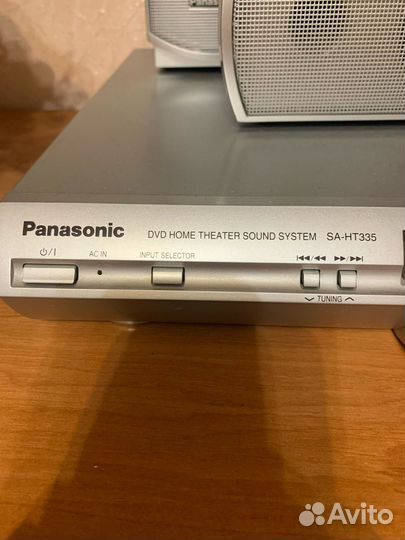 Panasonic
DVD HOME THEATER SOUND SYSTEM SA-HT335
AC IN
INPUT SELECTOR
TUNING
Avito